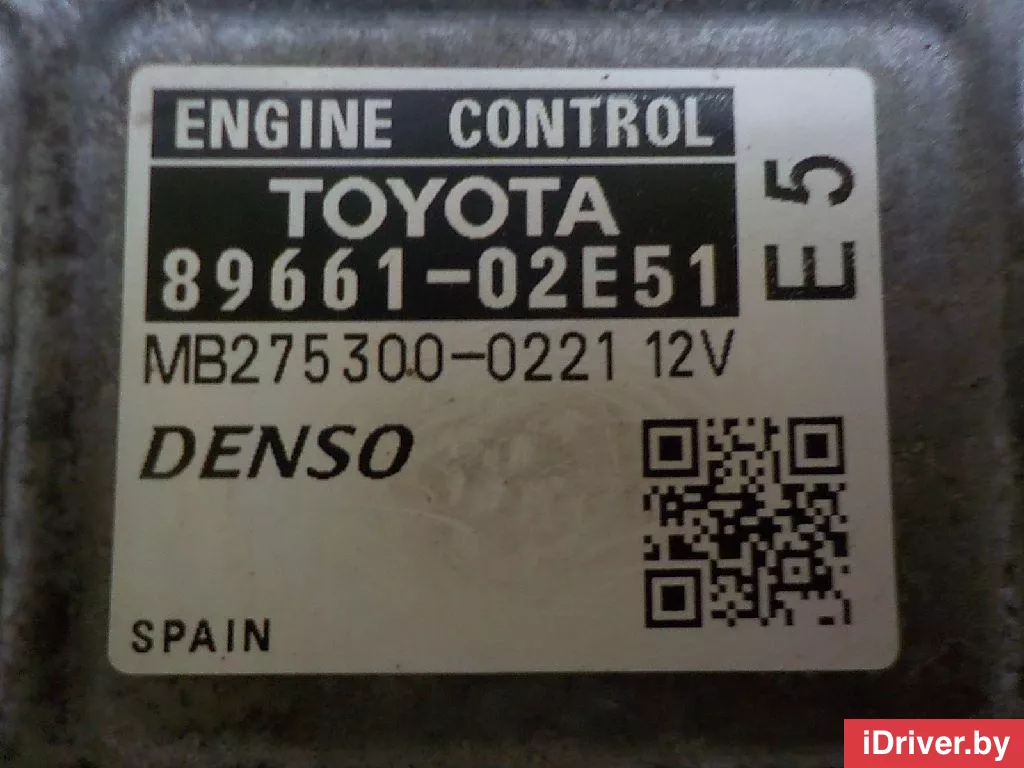 ENGINE CONTROL
TOYOTA
89661-02E51
MB275300-0221 12V
E5
DENSO
SPAIN
iDriver.by